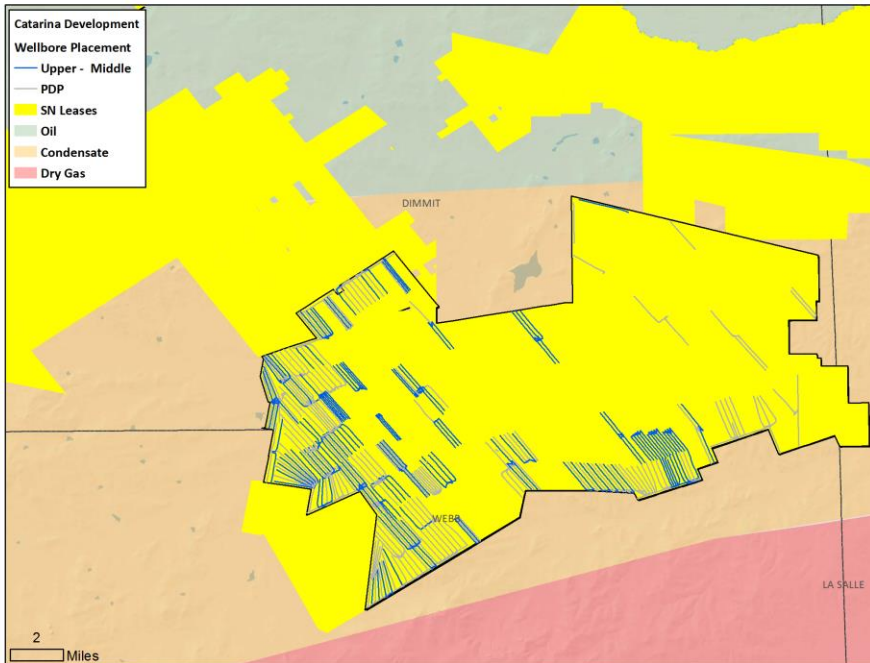 Catarina Development
Wellbore Placement
Upper - Middle
PDP
SN Leases
Oil
Condensate
Dry Gas
DIMMIT
WEBB
LA SALLE
2
Miles